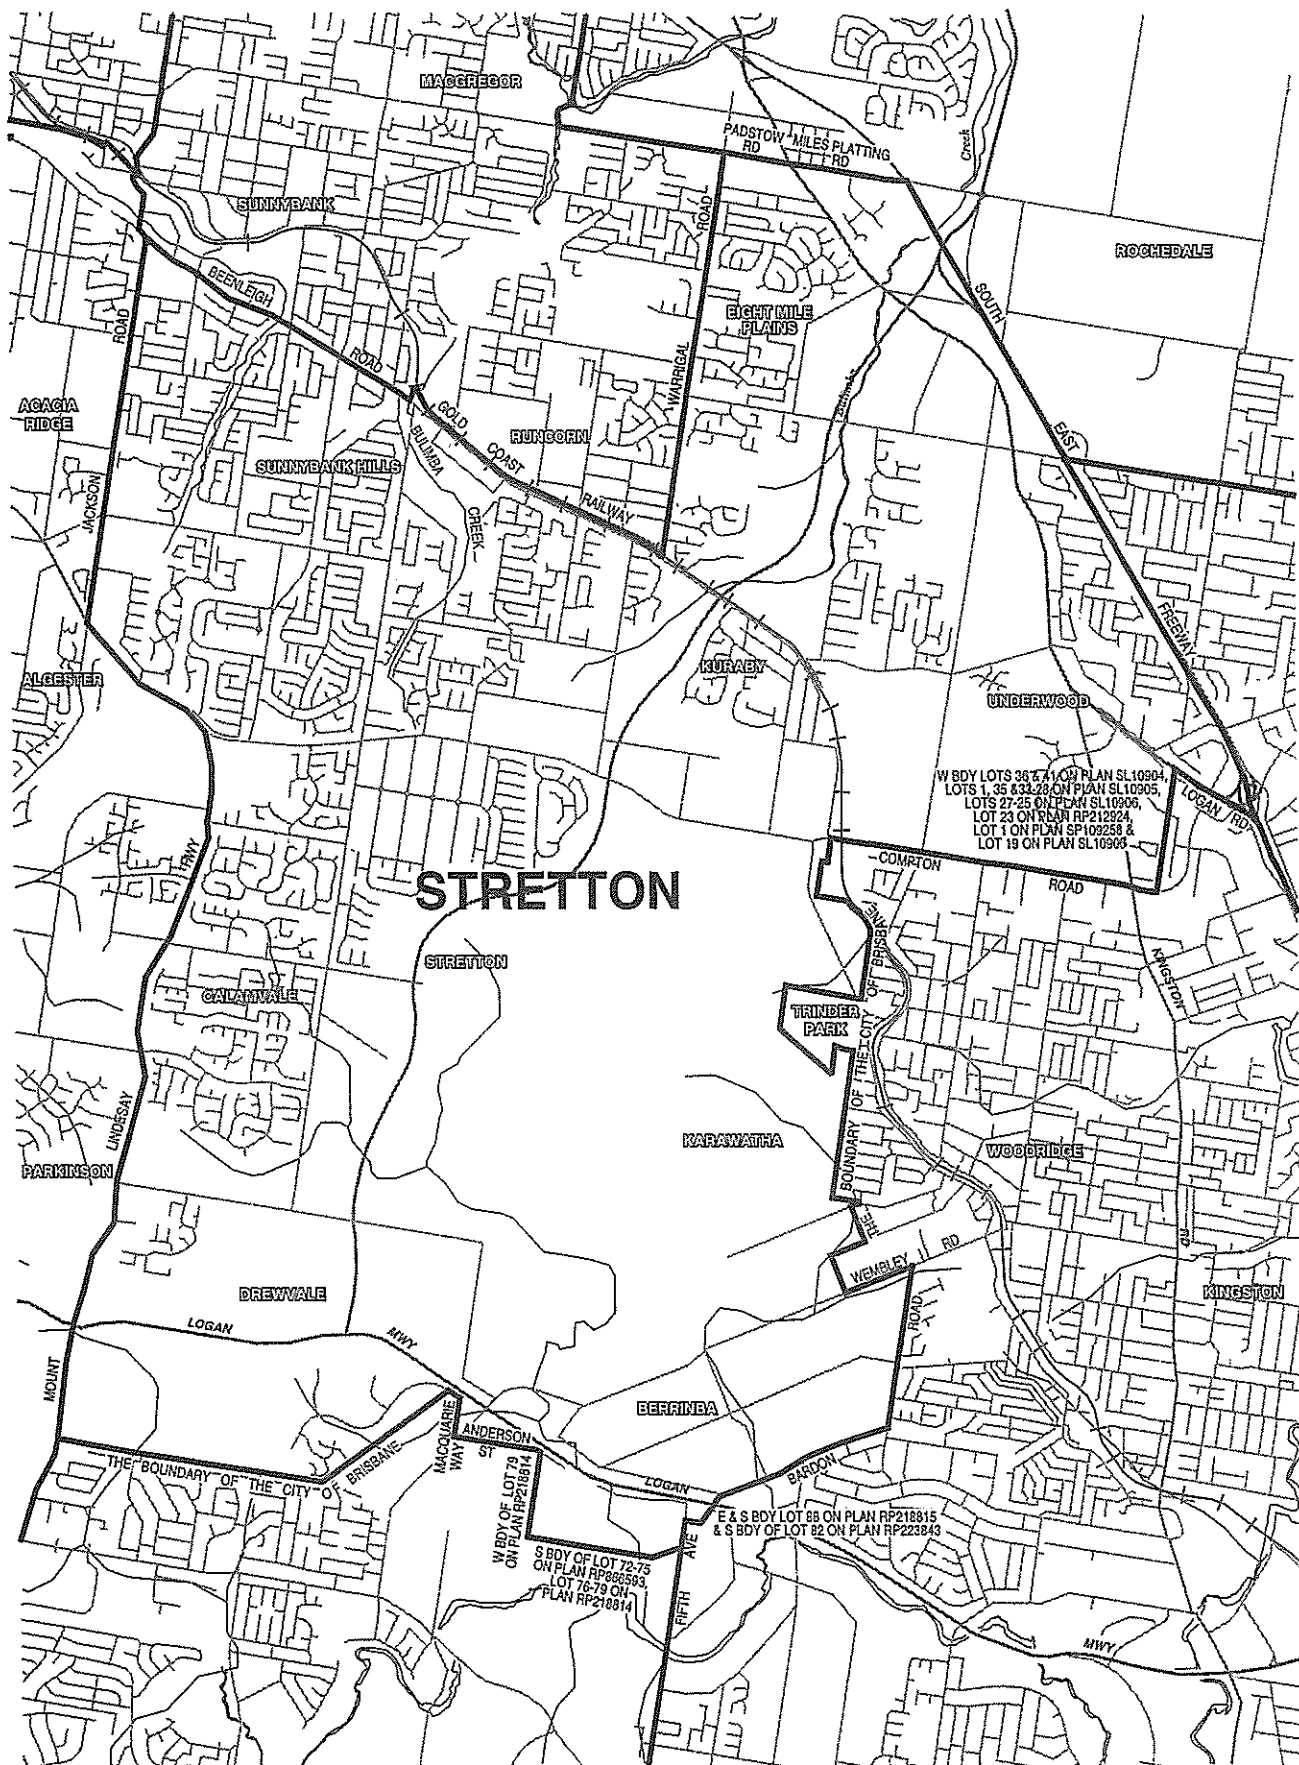 MACGREGOR
PADSTOW
RD
MILES PLATTING
RD
Creek
SUNNYBANK
ROAD
ROCHEDALE
BEENLEIGH
ROAD
EIGHT MILE
PLAINS
SOUTH
ROAD
WARRIGAL
ACACIA
RIDGE
GOLD
COAST
RAILWAY
BULIMBA
CREEK
RUNCORN
Bulimba
EAST
SUNNYBANK HILLS
JACKSON
FREEWAY
KURABY
ALGESTER
UNDERWOOD
W BDY LOTS 36 & 41 ON PLAN SL10904,
LOTS 1, 35 & 33-28 ON PLAN SL10905,
LOTS 27-25 ON PLAN SL10906,
LOT 23 ON PLAN RP212924,
LOT 1 ON PLAN SP109258 &
LOT 19 ON PLAN SL10906
LOGAN
RD
HWY
COMPTON
ROAD
STRETTON
STRETTON
KINGSTON
CALAMVALE
TRINDER
PARK
THE BOUNDARY OF THE CITY OF BRISBANE
LINDESAY
KARAWATHA
WOODRIDGE
PARKINSON
RD
WEMBLEY
RD
DREWVALE
KINGSTON
LOGAN
MWY
ROAD
MOUNT
BERRINBA
MACQUARIE
WAY
ANDERSON
ST
THE BOUNDARY OF THE CITY OF BRISBANE
W BDY OF LOT 79
ON PLAN RP218814
LOGAN
BARDON
E & S BDY LOT 88 ON PLAN RP218815
& S BDY OF LOT 82 ON PLAN RP223843
S BDY OF LOT 72-75
ON PLAN RP866593,
LOT 76-79 ON
PLAN RP218814
AVE
FIFTH
MWY